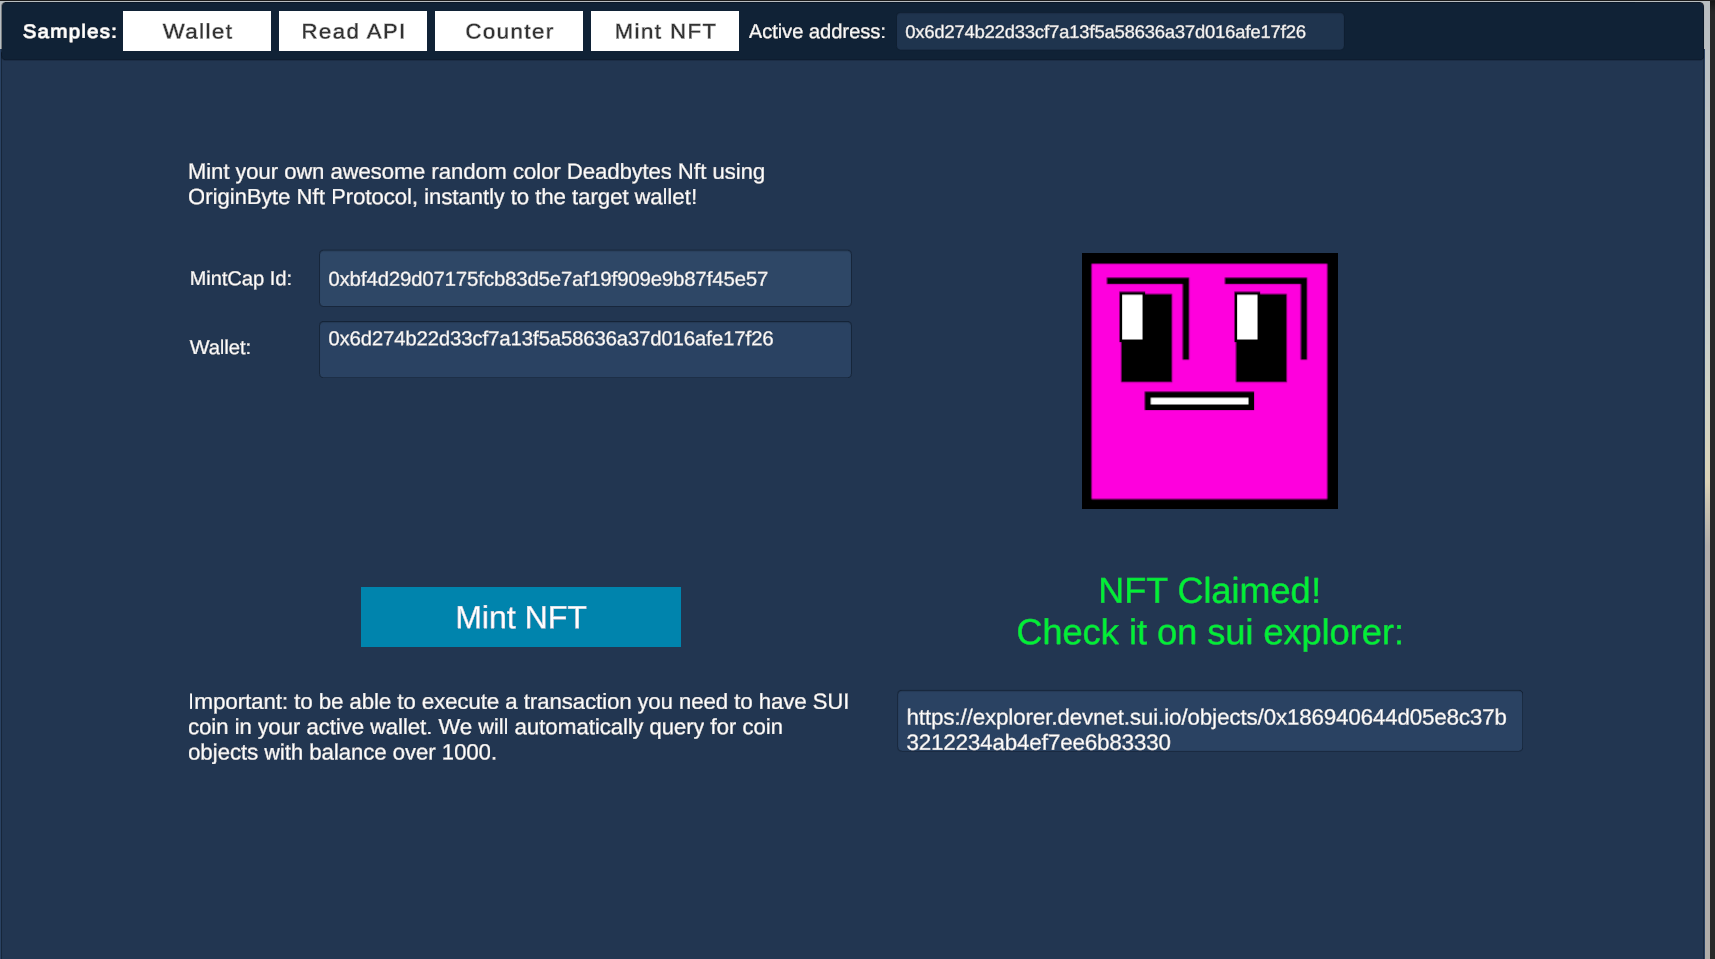 Samples: Wallet Read API Counter Mint NFT Active address: 0x6d274b22d33cf7a13f5a58636a37d016afe17f26
Mint your own awesome random color Deadbytes Nft using
OriginByte Nft Protocol, instantly to the target wallet!
MintCap Id: 0xbf4d29d07175fcb83d5e7af19f909e9b87f45e57
Wallet: 0x6d274b22d33cf7a13f5a58636a37d016afe17f26
Mint NFT
Important: to be able to execute a transaction you need to have SUI
coin in your active wallet. We will automatically query for coin
objects with balance over 1000.
NFT Claimed!
Check it on sui explorer:
https://explorer.devnet.sui.io/objects/0x186940644d05e8c37b
3212234ab4ef7ee6b83330